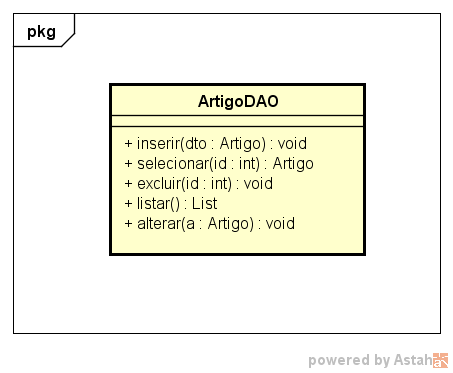 pkg
ArtigoDAO
+ inserir(dto : Artigo) : void
+ selecionar(id : int) : Artigo
+ excluir(id : int) : void
+ listar() : List
+ alterar(a : Artigo) : void
powered by Astah